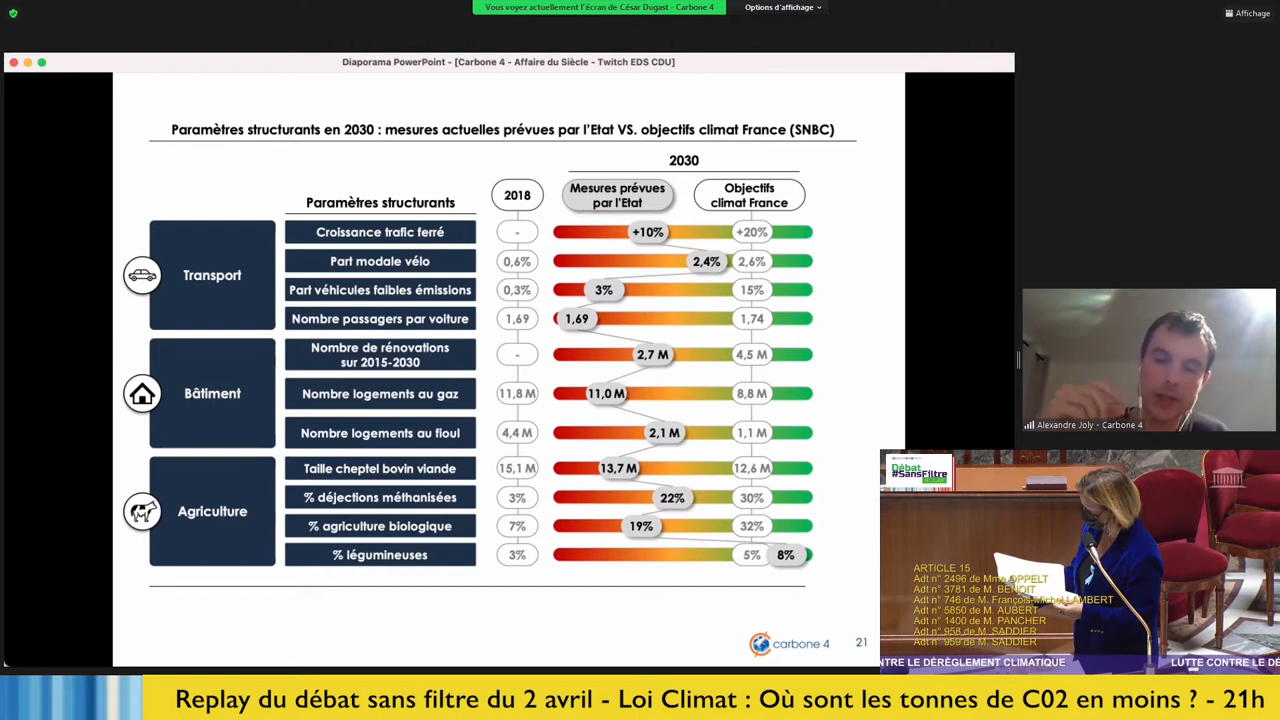 Vous voyez actuellement l'écran de César Dugast - Carbone 4
Options d'affichage
Affichage
Diaporama PowerPoint - [Carbone 4 - Affaire du Siècle - Twitch EDS CDU]
Paramètres structurants en 2030 : mesures actuelles prévues par l'Etat VS. objectifs climat France (SNBC)
2030
Paramètres structurants
2018
Mesures prévues
par l'Etat
Objectifs
climat France
Transport
Croissance trafic ferré - +10% +20%
Part modale vélo 0,6% 2,4% 2,6%
Part véhicules faibles émissions 0,3% 3% 15%
Nombre passagers par voiture 1,69 1,69 1,74
Bâtiment
Nombre de rénovations
sur 2015-2030 - 2,7 M 4,5 M
Nombre logements au gaz 11,8 M 11,0 M 8,8 M
Nombre logements au fioul 4,4 M 2,1 M 1,1 M
Agriculture
Taille cheptel bovin viande 15,1 M 13,7 M 12,6 M
% déjections méthanisées 3% 22% 30%
% agriculture biologique 7% 19% 32%
% légumineuses 3% 5% 8%
carbone 4
21
Alexandre Joly - Carbone 4
Débat
#SansFiltre
ARTICLE 15
Adt n° 2496 de Mme OPPELT
Adt n° 3781 de M. BENOIT
Adt n° 746 de M. François-Michel LAMBERT
Adt n° 5850 de M. AUBERT
Adt n° 1400 de M. PANCHER
Adt n° 958 de M. SADDIER
Adt n° 959 de M. SADDIER
NTRE LE DÉRÈGLEMENT CLIMATIQUE LUTTE CONTRE LE DÉ
Replay du débat sans filtre du 2 avril - Loi Climat : Où sont les tonnes de C02 en moins ? - 21h